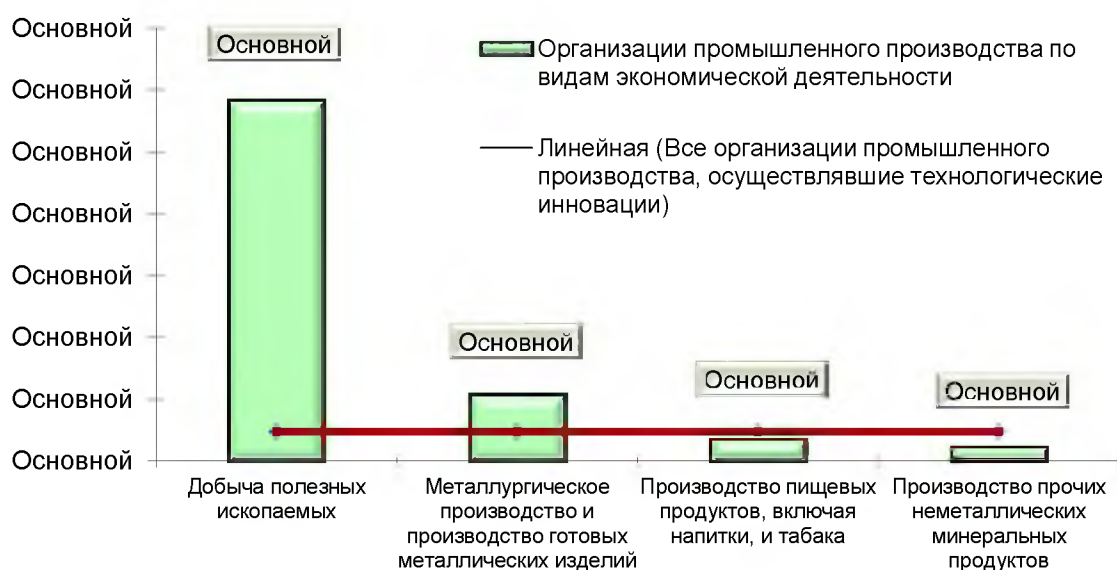 Основной
Основной
Основной
Основной
Основной
Основной
Основной
Основной
Основной
Основной
Основной
Основной
Организации промышленного производства по
видам экономической деятельности
Линейная (Все организации промышленного
производства, осуществлявшие технологические
инновации)
Добыча полезных
ископаемых
Металлургическое
производство и
производство готовых
металлических изделий
Производство пищевых
продуктов, включая
напитки, и табака
Производство прочих
неметаллических
минеральных
продуктов